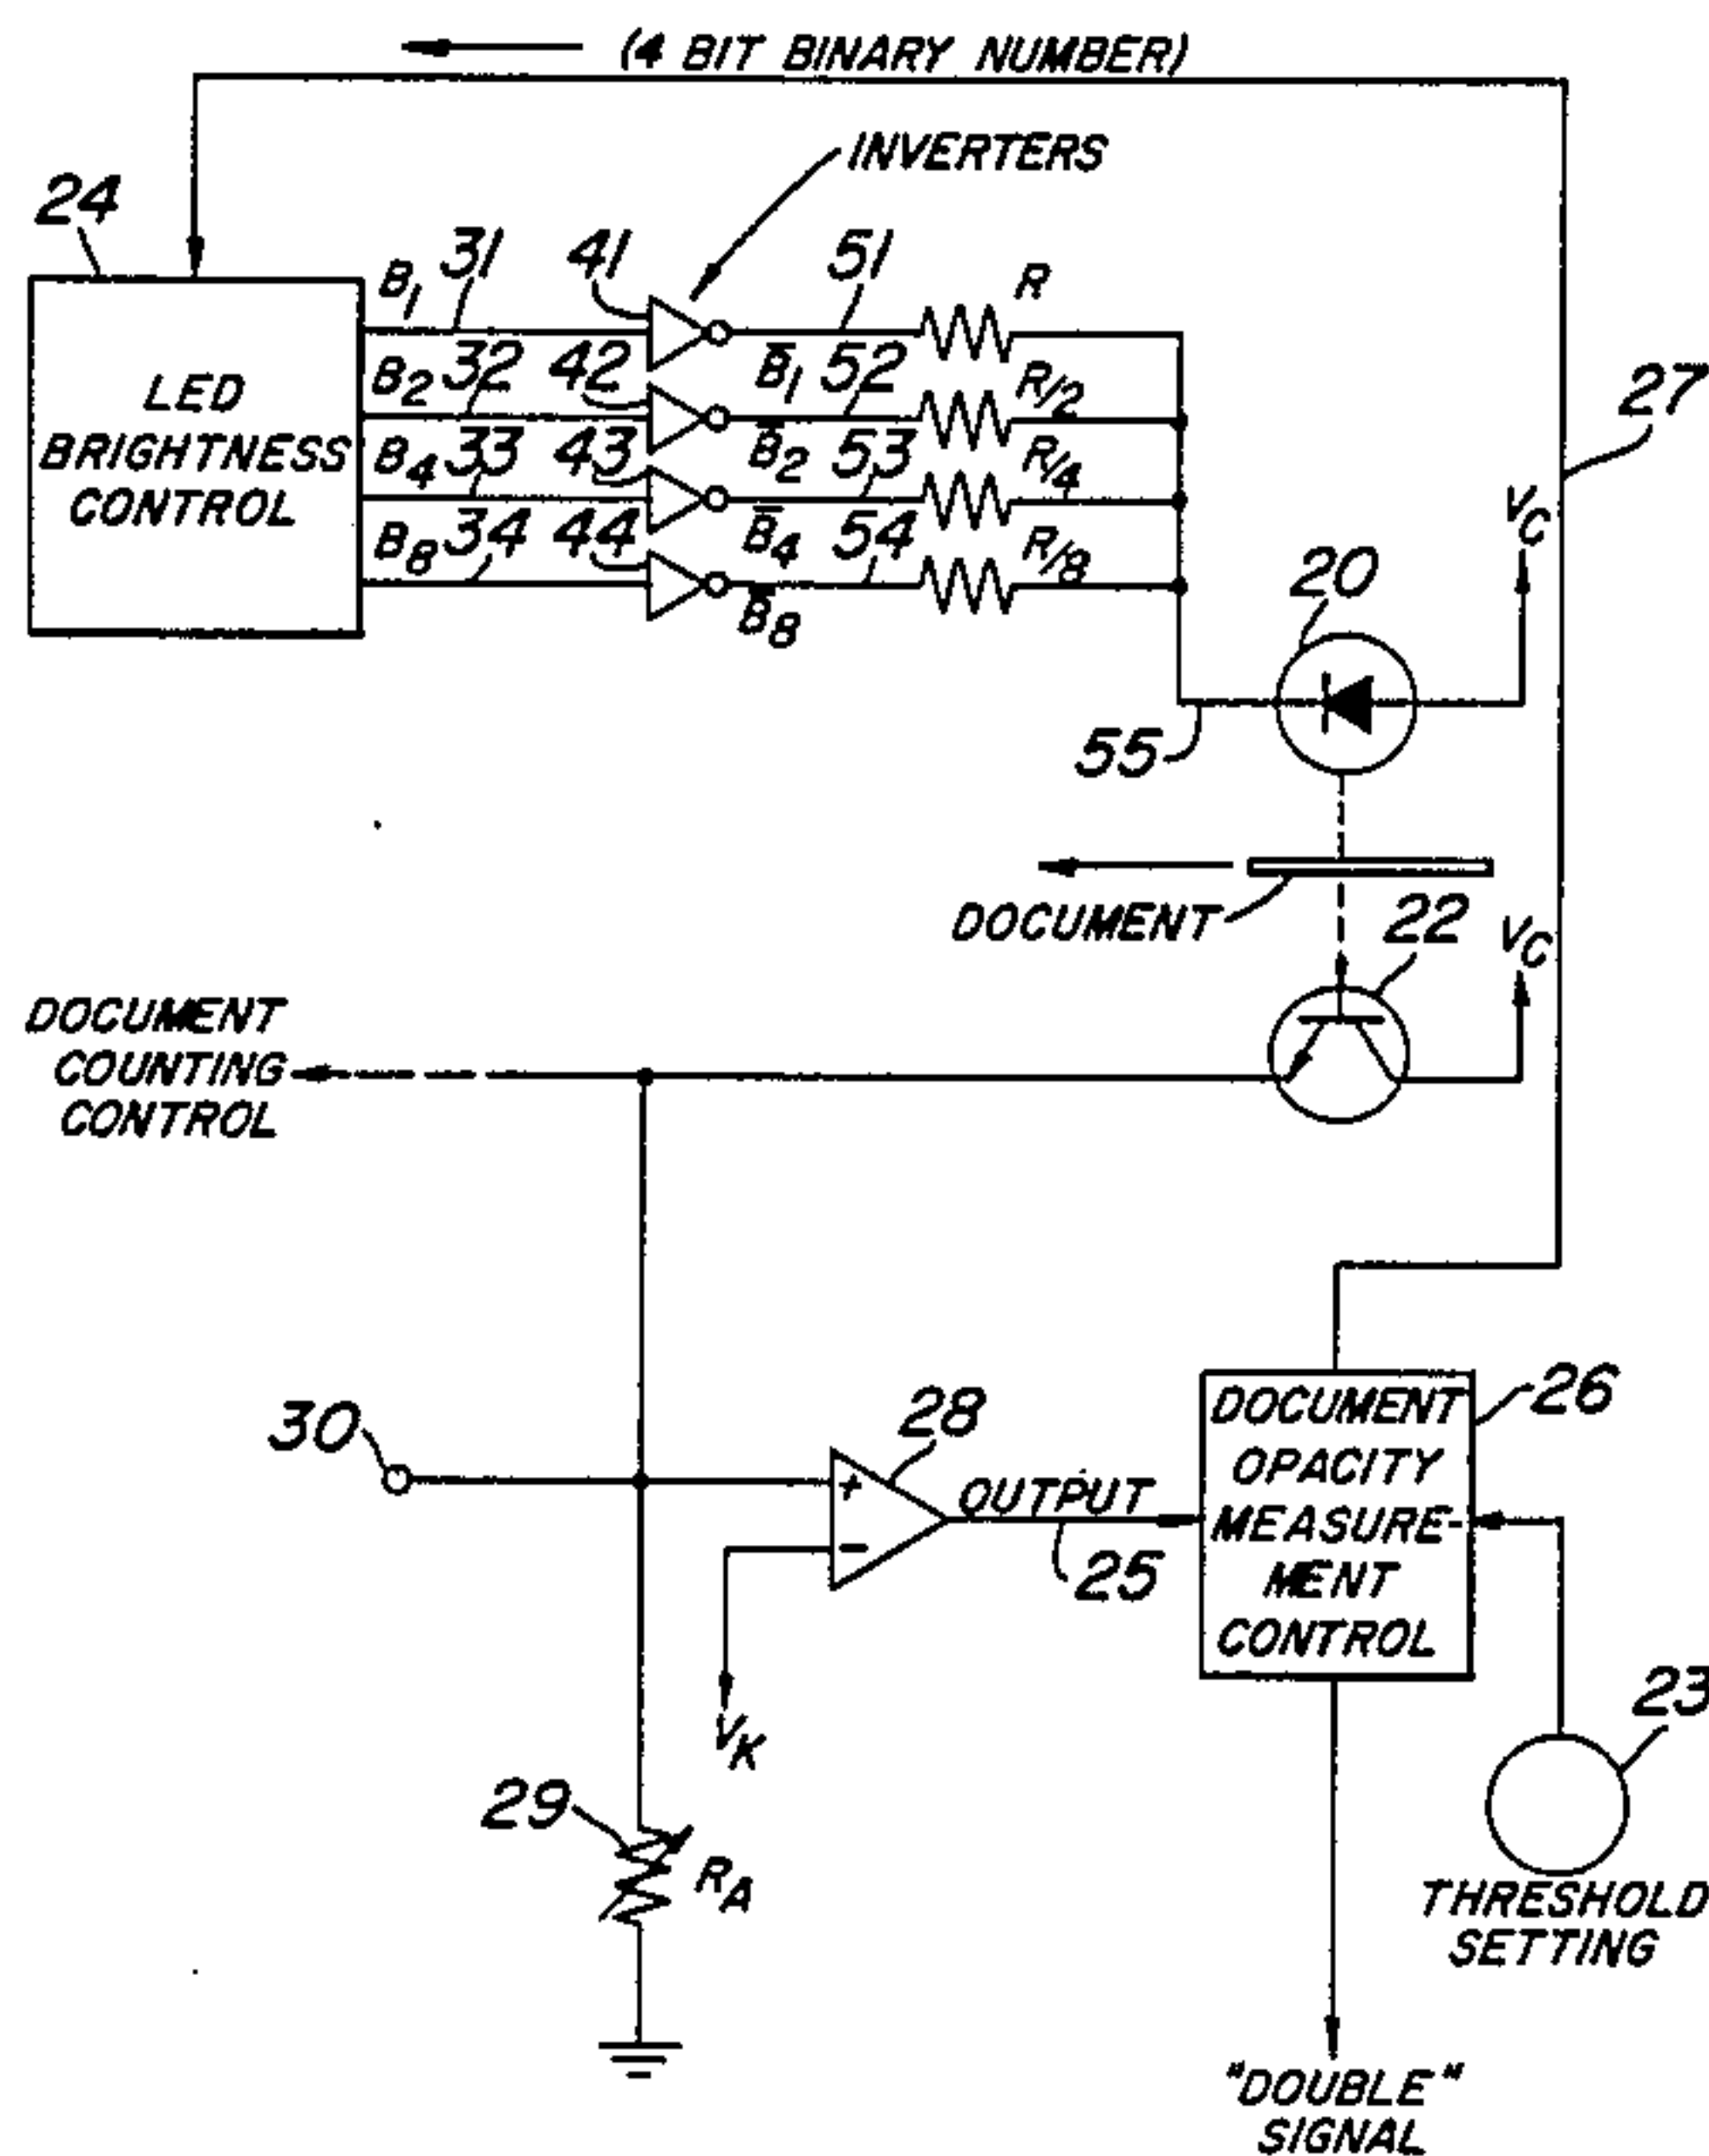 (4 BIT BINARY NUMBER)
INVERTERS
24
B1 31 41 51 R
B2 32 42 B̄1 52 R/2
B4 33 43 B̄2 53 R/4
B8 34 44 B̄4 54 R/8
B̄8
LED
BRIGHTNESS
CONTROL
27
VC
20
55
DOCUMENT
22
VC
DOCUMENT
COUNTING
CONTROL
30
28
+
−
OUTPUT
25
DOCUMENT
OPACITY
MEASURE-
MENT
CONTROL
26
VK
23
29
RA
THRESHOLD
SETTING
"DOUBLE"
SIGNAL